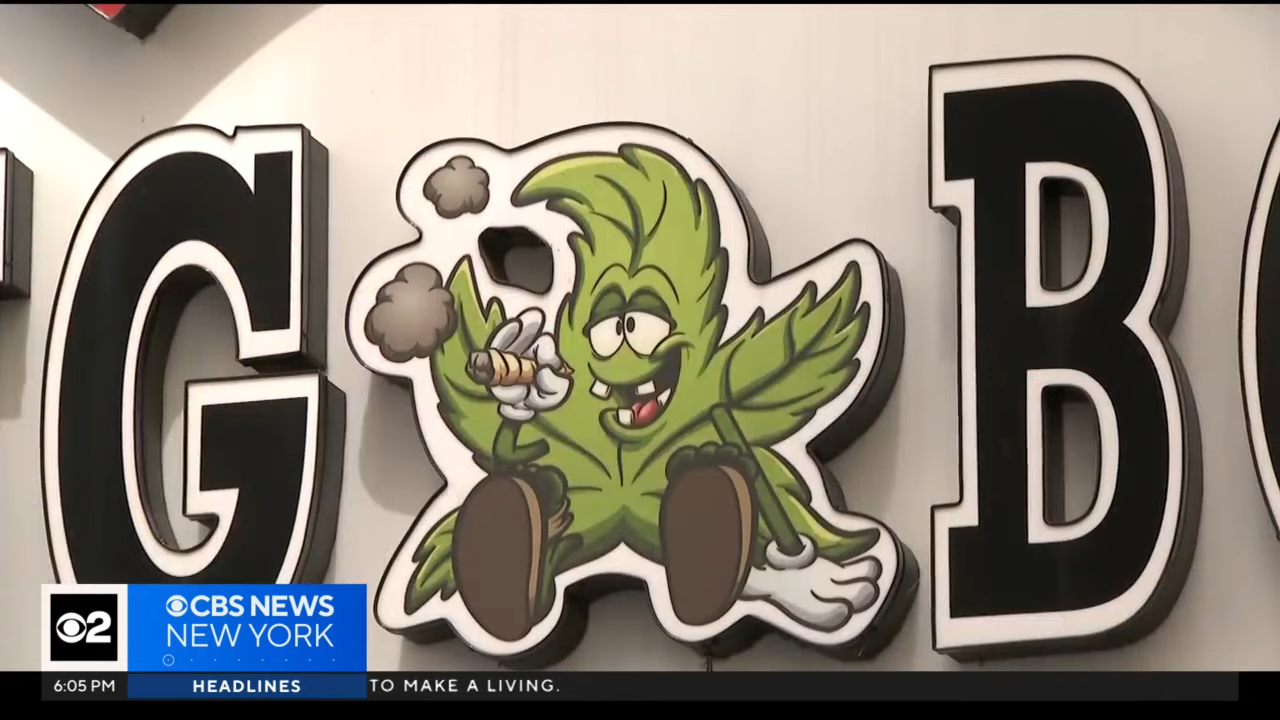 G B
2
CBS NEWS
NEW YORK
6:05 PM HEADLINES TO MAKE A LIVING.